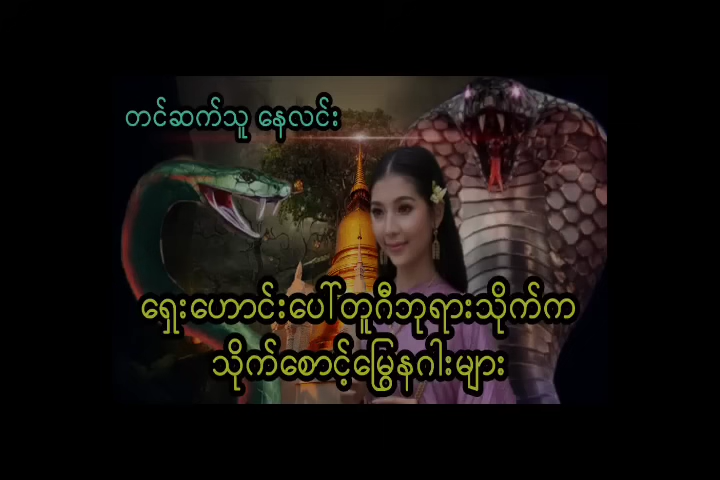 တင်ဆက်သူ နေလင်း
ရှေးဟောင်းပေါ်တူဂီဘုရားသိုက်က
သိုက်စောင့်မြွေနဂါးများ